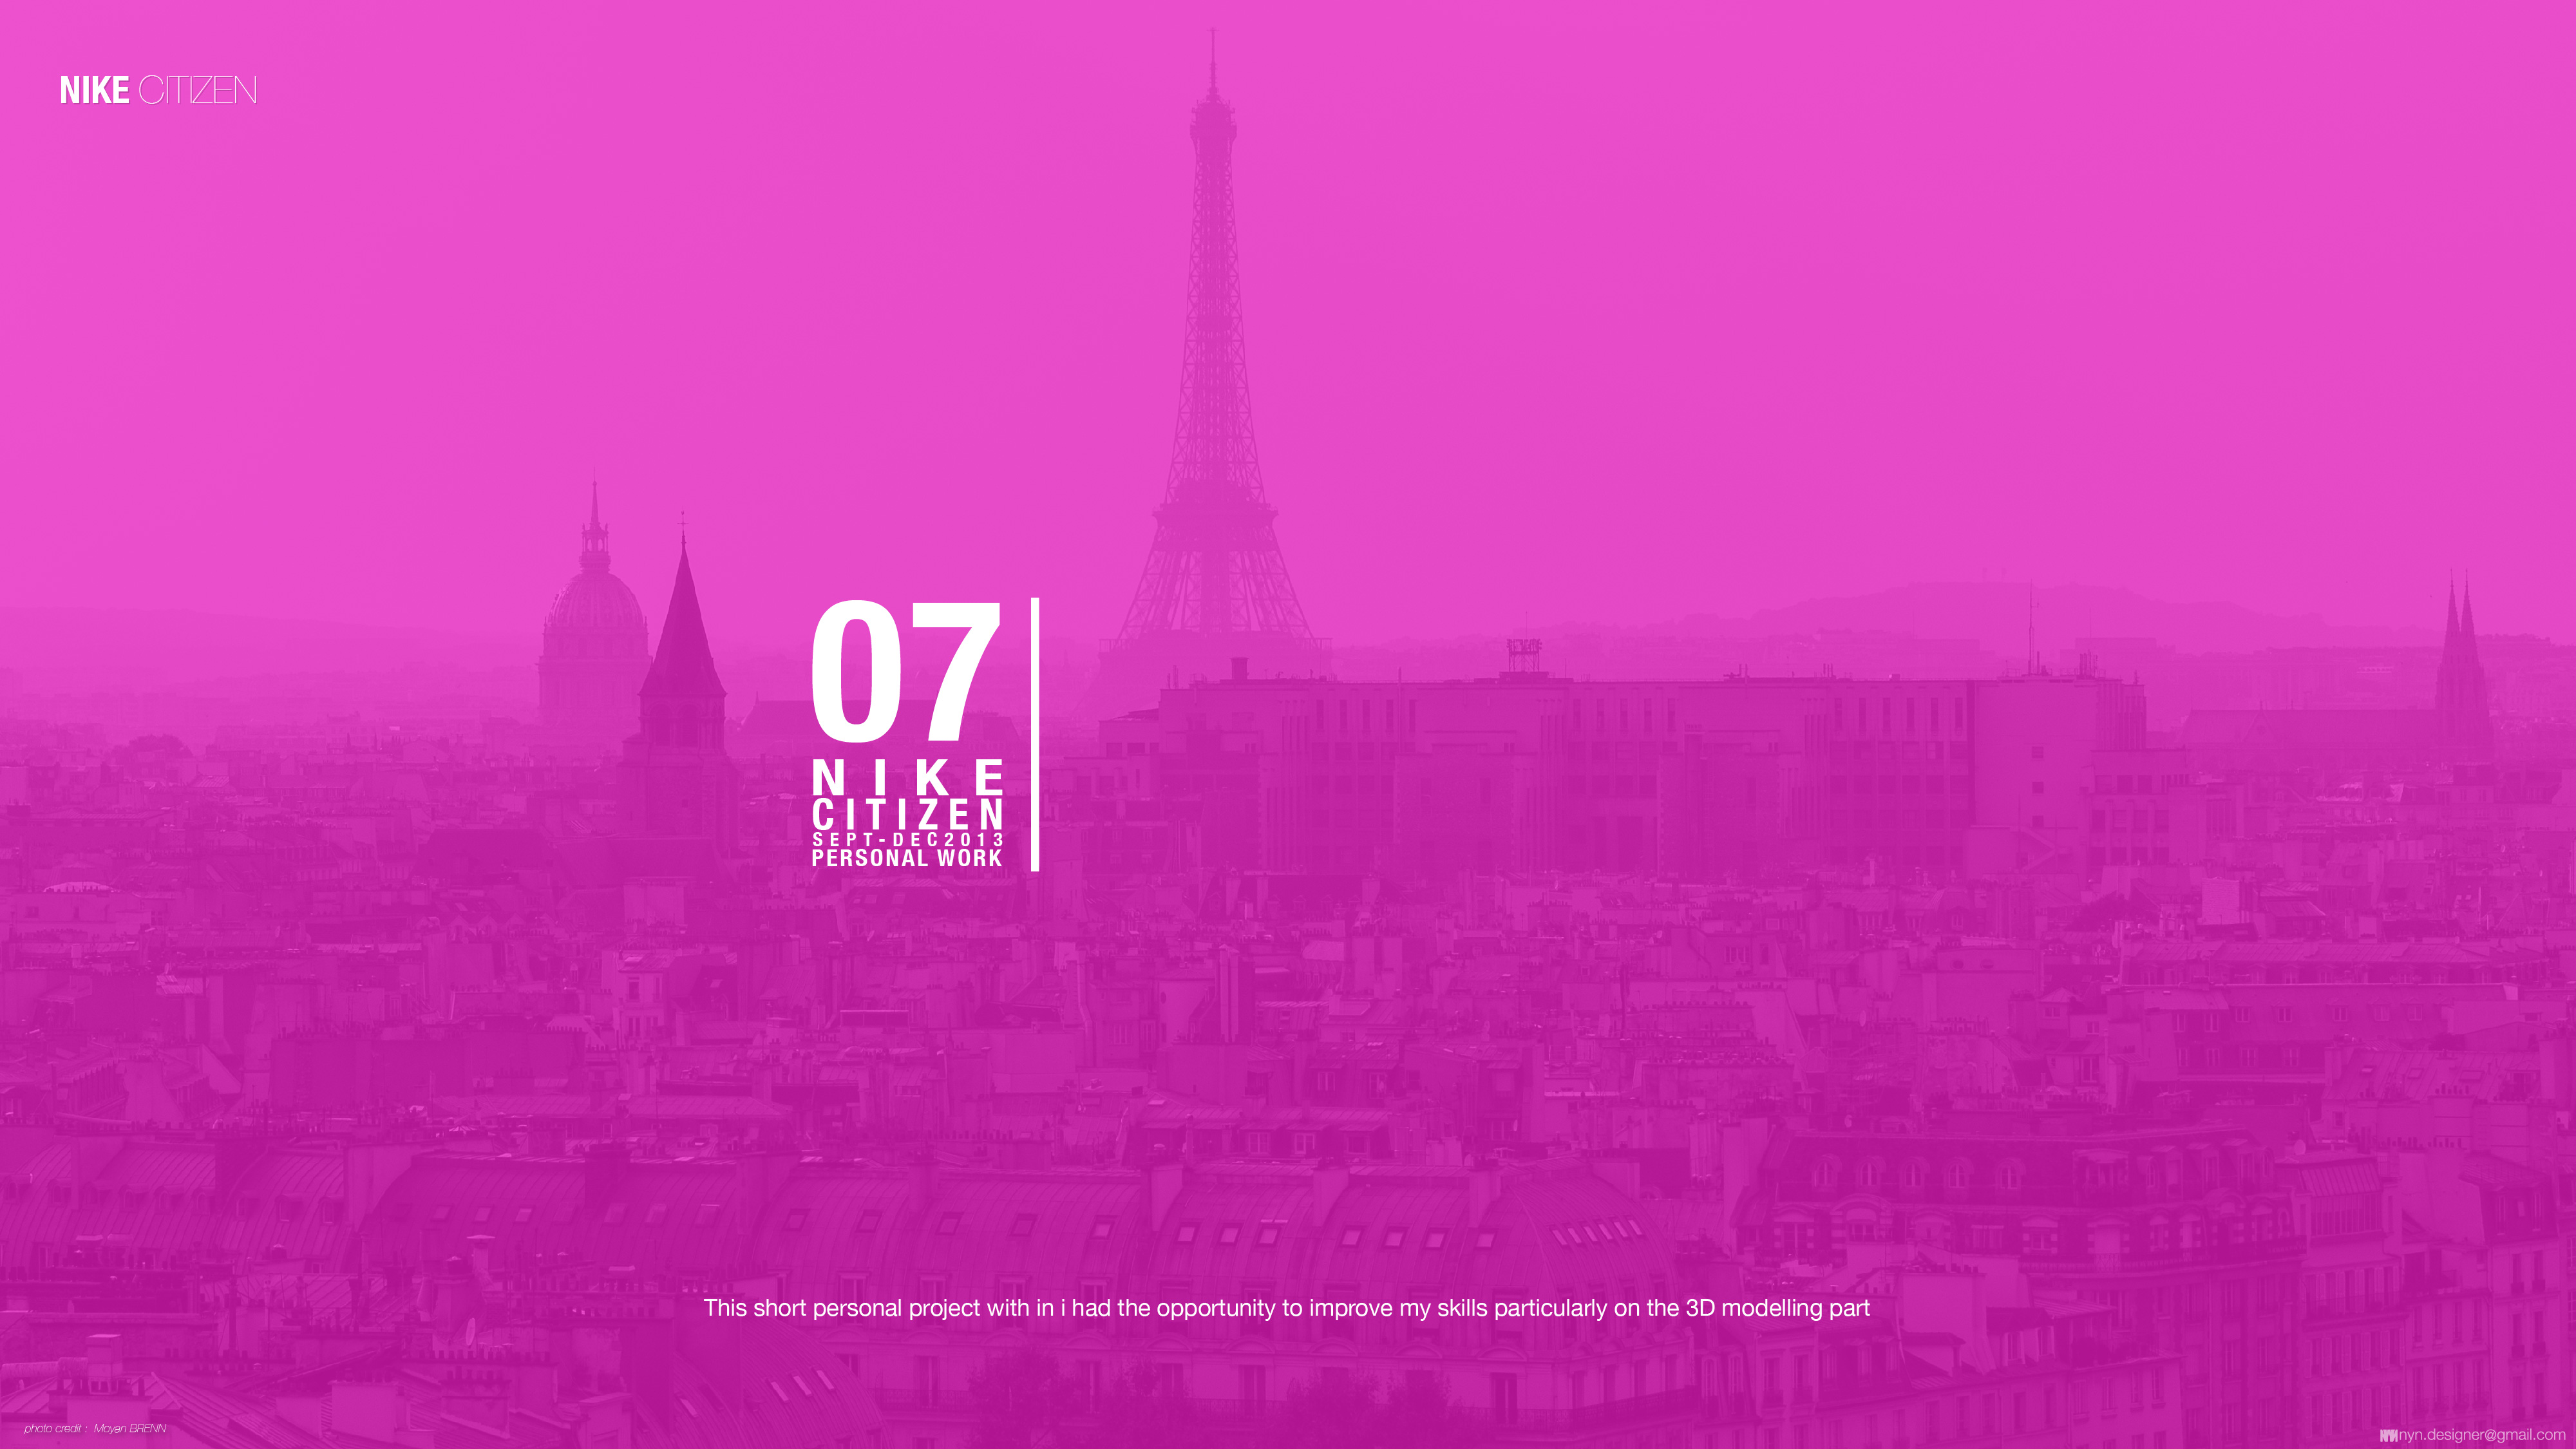 NIKE CITIZEN
07
NIKE
CITIZEN
SEPT-DEC2013
PERSONAL WORK
This short personal project with in i had the opportunity to improve my skills particularly on the 3D modelling part
photo credit : Moyan BRENN
nyn.designer@gmail.com